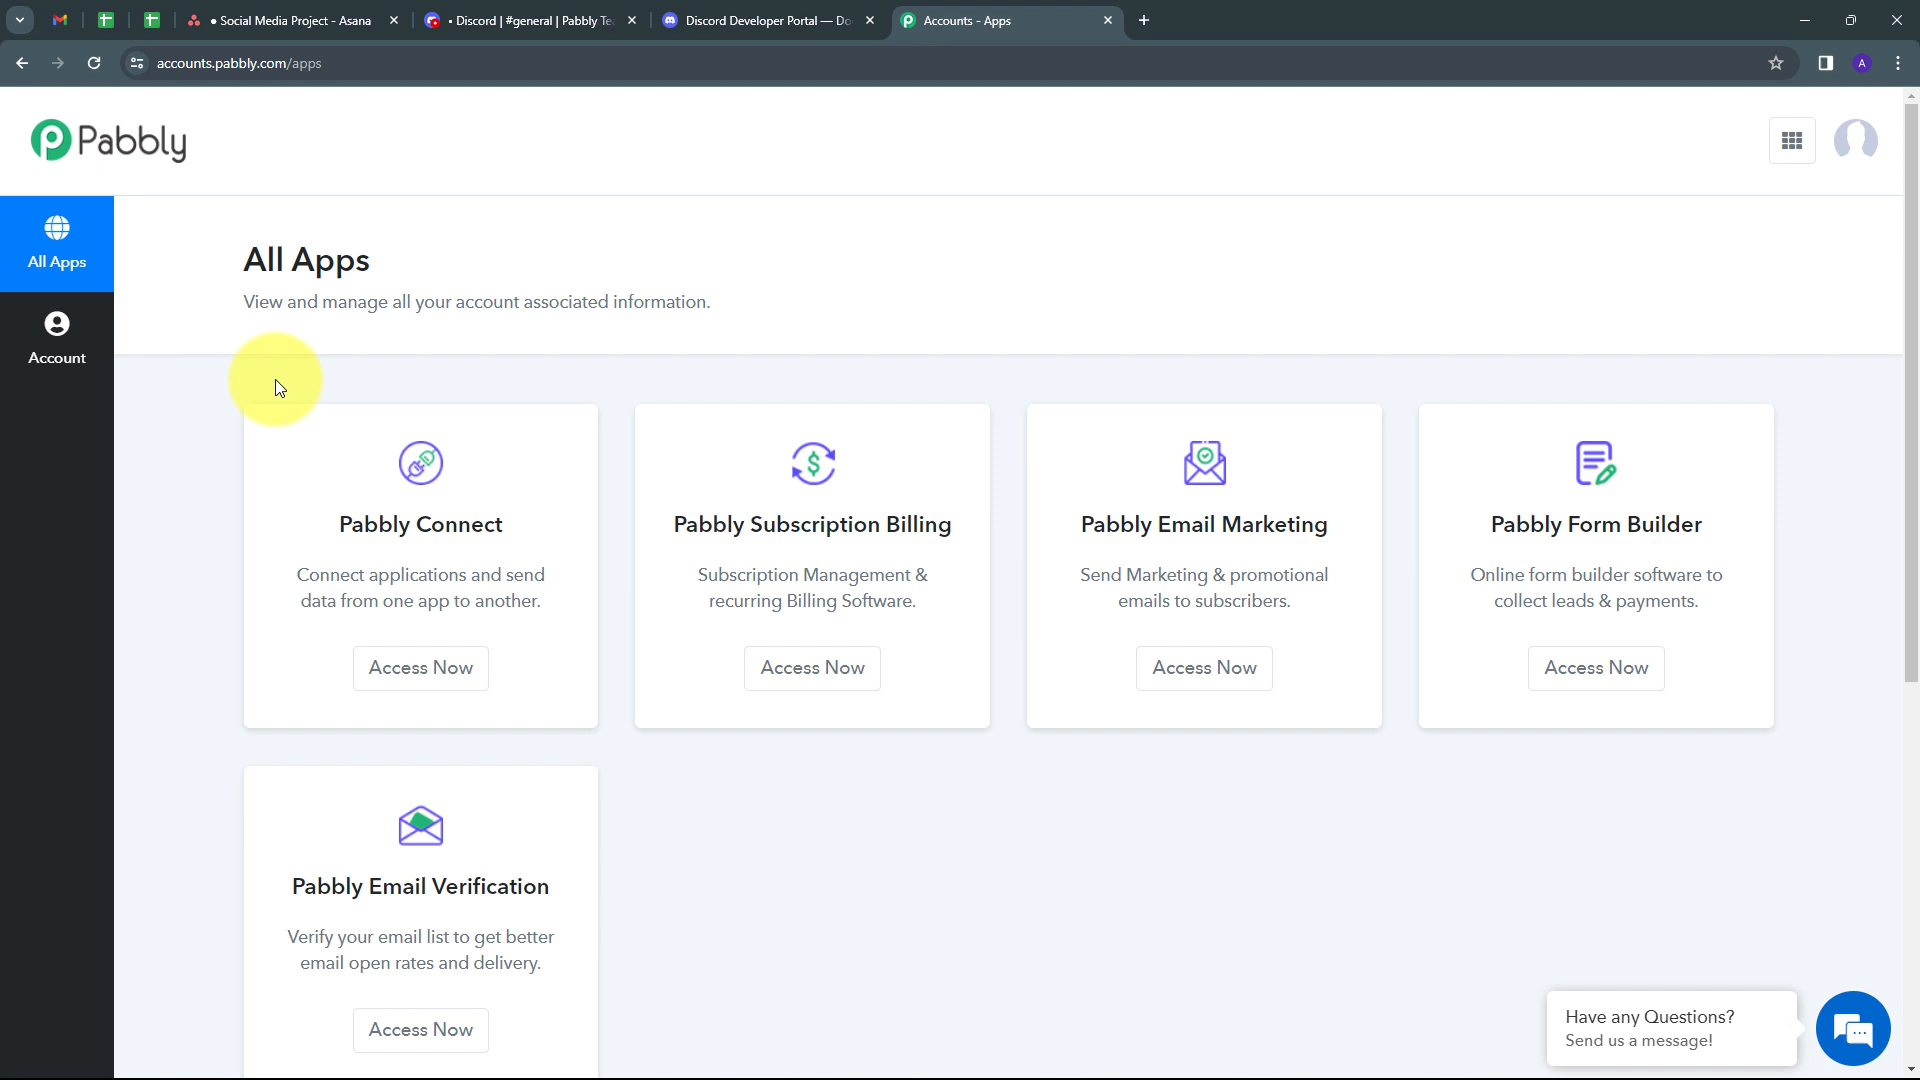 • Social Media Project - Asana
• Discord | #general | Pabbly Te
Discord Developer Portal — Do
Accounts - Apps
accounts.pabbly.com/apps
A
Pabbly
All Apps
Account
All Apps
View and manage all your account associated information.
Pabbly Connect
Connect applications and send
data from one app to another.
Access Now
Pabbly Subscription Billing
Subscription Management &
recurring Billing Software.
Access Now
Pabbly Email Marketing
Send Marketing & promotional
emails to subscribers.
Access Now
Pabbly Form Builder
Online form builder software to
collect leads & payments.
Access Now
Pabbly Email Verification
Verify your email list to get better
email open rates and delivery.
Access Now
Have any Questions?
Send us a message!